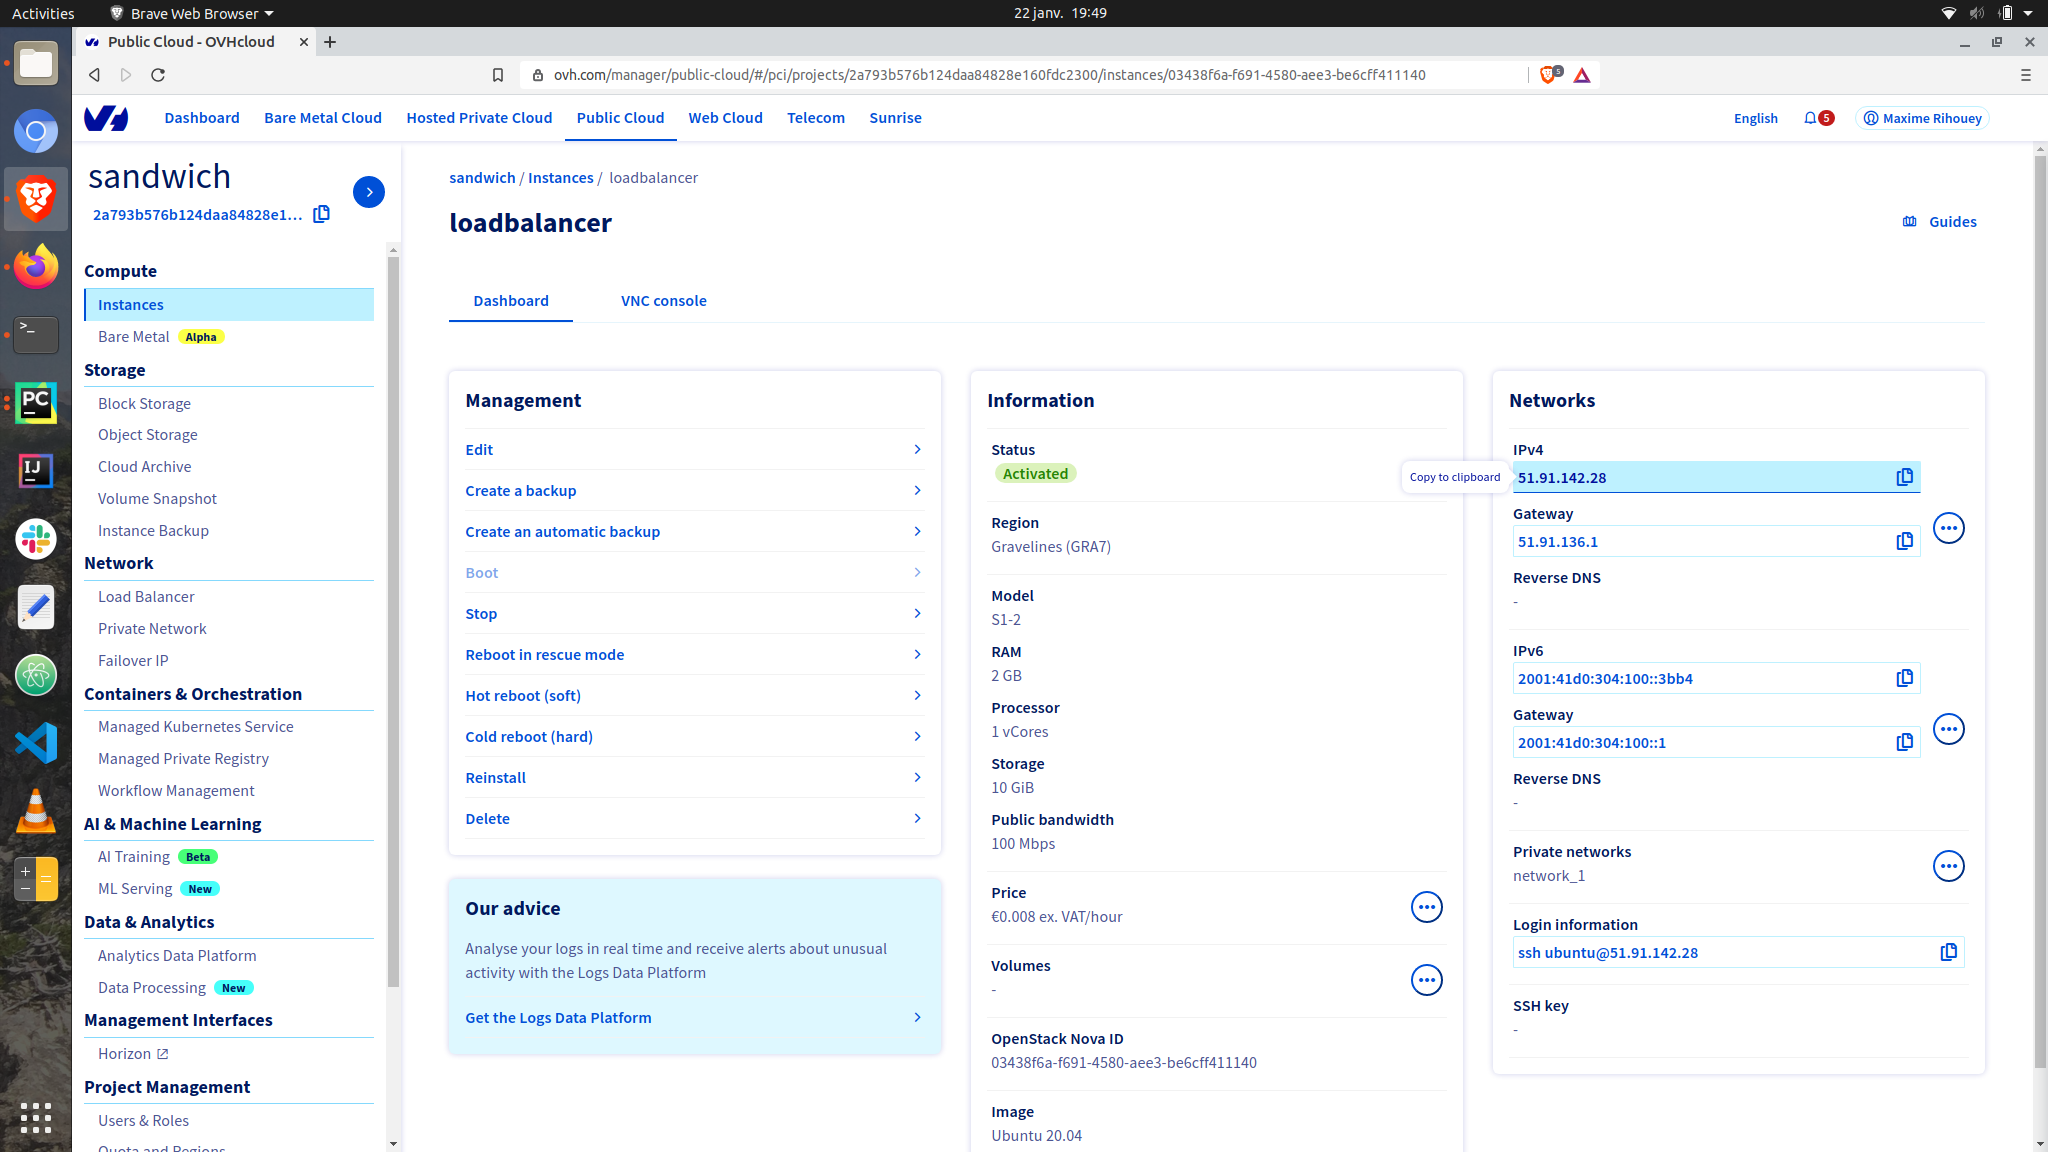 Activities
Brave Web Browser
22 janv. 19:49
Public Cloud - OVHcloud
ovh.com/manager/public-cloud/#/pci/projects/2a793b576b124daa84828e160fdc2300/instances/03438f6a-f691-4580-aee3-be6cff411140
5
Dashboard
Bare Metal Cloud
Hosted Private Cloud
Public Cloud
Web Cloud
Telecom
Sunrise
English
5
Maxime Rihouey
sandwich
2a793b576b124daa84828e1...
Compute
Instances
Bare Metal Alpha
Storage
Block Storage
Object Storage
Cloud Archive
Volume Snapshot
Instance Backup
Network
Load Balancer
Private Network
Failover IP
Containers & Orchestration
Managed Kubernetes Service
Managed Private Registry
Workflow Management
AI & Machine Learning
AI Training Beta
ML Serving New
Data & Analytics
Analytics Data Platform
Data Processing New
Management Interfaces
Horizon
Project Management
Users & Roles
Quota and Regions
sandwich / Instances / loadbalancer
loadbalancer
Guides
Dashboard
VNC console
Management
Edit
Create a backup
Create an automatic backup
Boot
Stop
Reboot in rescue mode
Hot reboot (soft)
Cold reboot (hard)
Reinstall
Delete
Our advice
Analyse your logs in real time and receive alerts about unusual
activity with the Logs Data Platform
Get the Logs Data Platform
Information
Status
Activated
Region
Gravelines (GRA7)
Model
S1-2
RAM
2 GB
Processor
1 vCores
Storage
10 GiB
Public bandwidth
100 Mbps
Price
€0.008 ex. VAT/hour
Volumes
-
OpenStack Nova ID
03438f6a-f691-4580-aee3-be6cff411140
Image
Ubuntu 20.04
Networks
IPv4
Copy to clipboard
51.91.142.28
Gateway
51.91.136.1
Reverse DNS
-
IPv6
2001:41d0:304:100::3bb4
Gateway
2001:41d0:304:100::1
Reverse DNS
-
Private networks
network_1
Login information
ssh ubuntu@51.91.142.28
SSH key
-
>_
PC
IJ